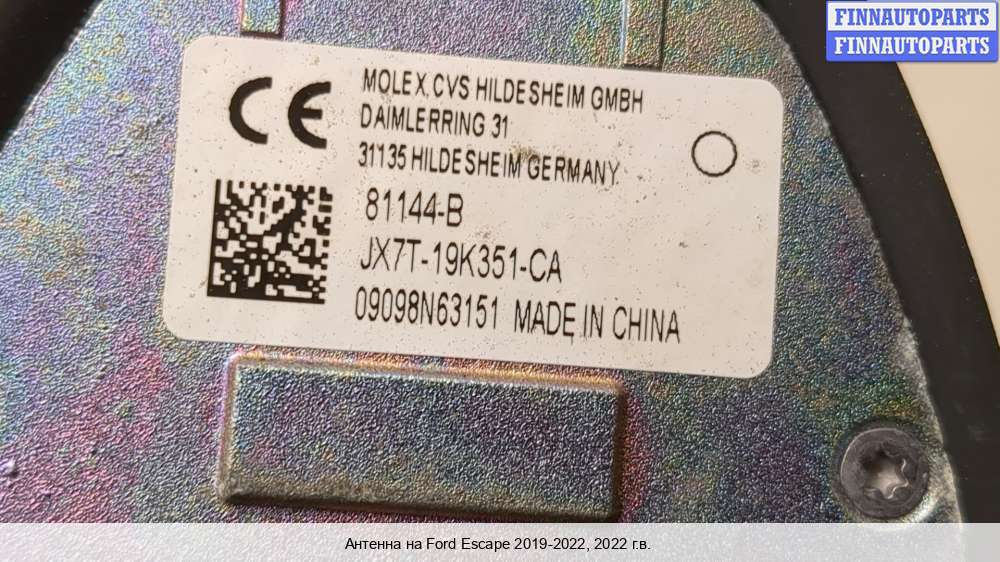 FINNAUTOPARTS
FINNAUTOPARTS
CE
MOLEX CVS HILDESHEIM GMBH
DAIMLERRING 31
31135 HILDESHEIM GERMANY
81144-B
JX7T-19K351-CA
09098N63151 MADE IN CHINA
Антенна на Ford Escape 2019-2022, 2022 г.в.